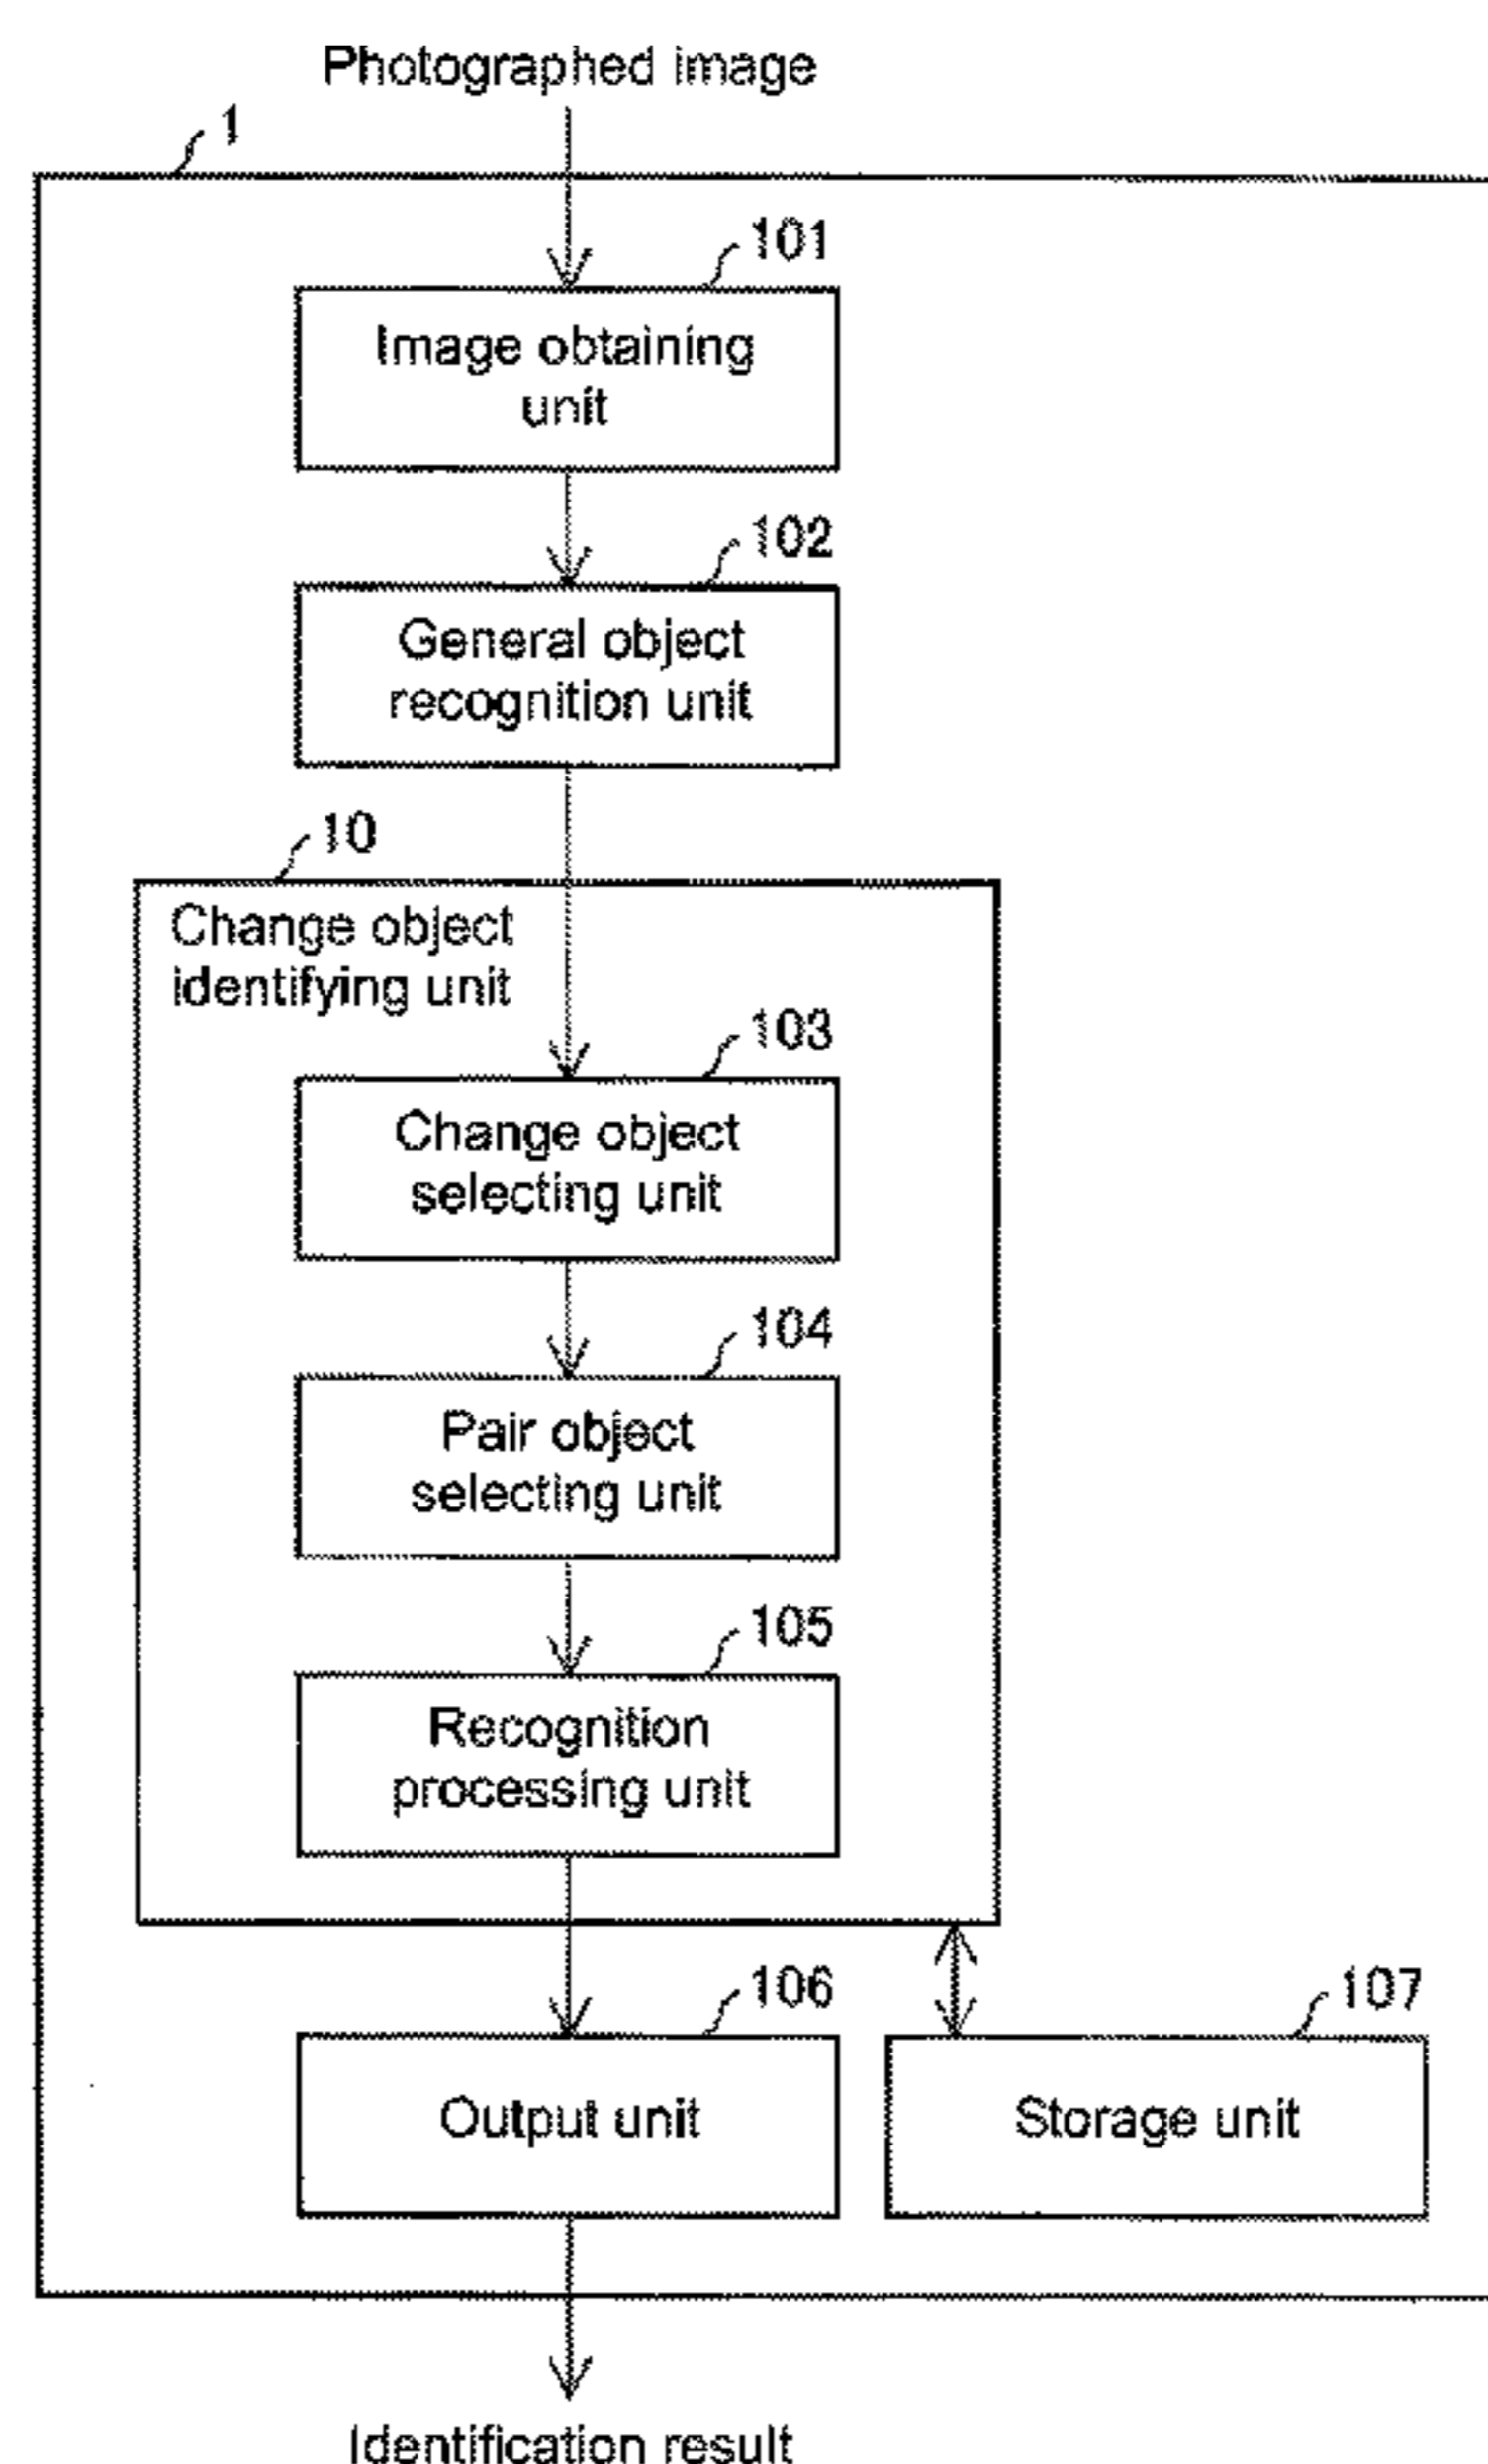 Photographed image
1
101
Image obtaining
unit
102
General object
recognition unit
10
Change object
identifying unit
103
Change object
selecting unit
104
Pair object
selecting unit
105
Recognition
processing unit
106
107
Output unit
Storage unit
Identification result